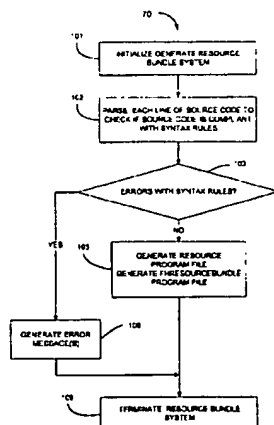 70
101
INITIALIZE GENERATE RESOURCE
BUNDLE SYSTEM
102
PARSE EACH LINE OF SOURCE CODE TO
CHECK IF SOURCE CODE IS COMPLIANT
WITH SYNTAX RULES
103
ERRORS WITH SYNTAX RULES?
YES
NO
105
GENERATE RESOURCE
PROGRAM FILE
GENERATE FHRESOURCEBUNDLE
PROGRAM FILE
GENERATE ERROR
MESSAGE(S)
TERMINATE RESOURCE BUNDLE
SYSTEM